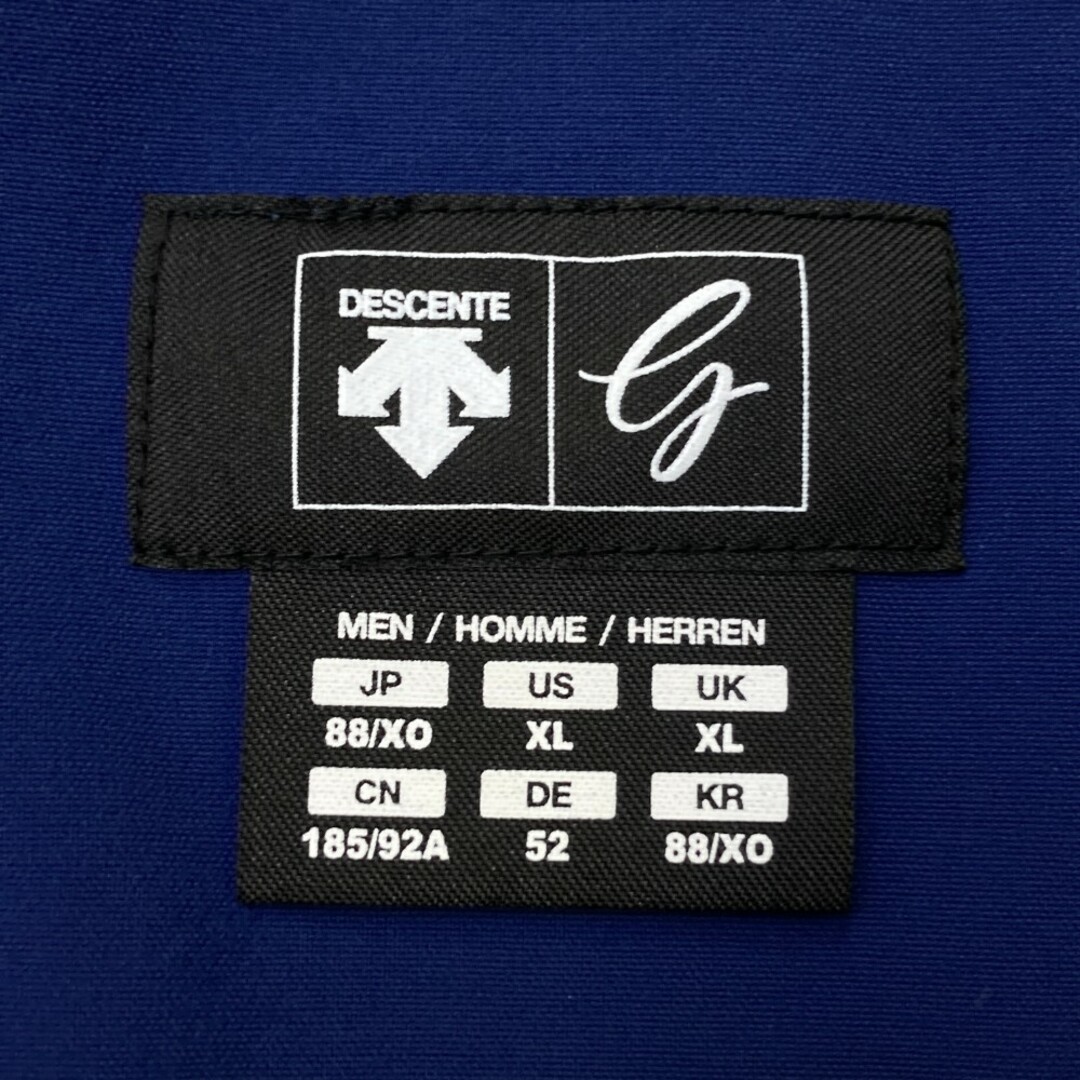 DESCENTE
G
MEN / HOMME / HERREN
JP US UK
88/XO XL XL
CN DE KR
185/92A 52 88/XO